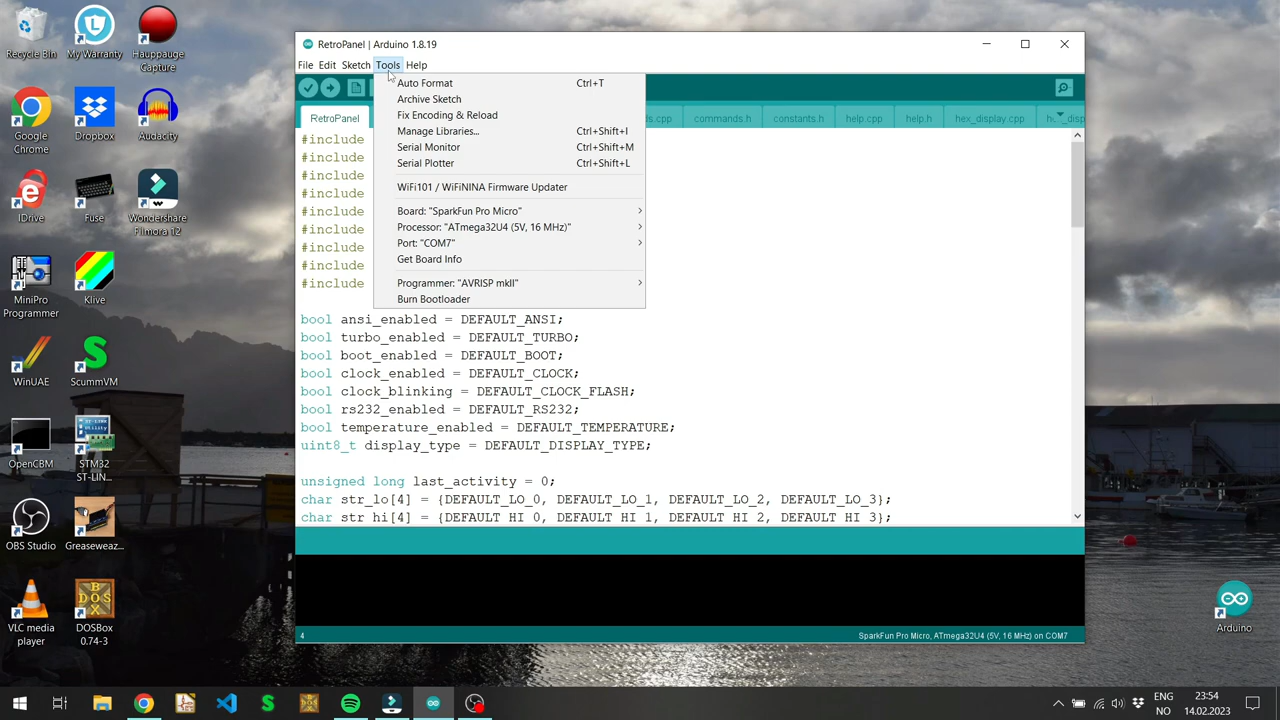 Recycle Bin
My Warranty
Hauppauge Capture
Google Chrome
Dropbox
Audacity
IDrive
Fuse
Wondershare Filmora 12
MiniPro Programmer
Klive
WinUAE
ScummVM
OpenCBM
STM32 ST-LIN...
OBS Studio
Greaseweaz...
VLC media player
DOSBox 0.74-3
Arduino
RetroPanel | Arduino 1.8.19
File Edit Sketch Tools Help
Auto Format Ctrl+T
Archive Sketch
Fix Encoding & Reload
Manage Libraries... Ctrl+Shift+I
Serial Monitor Ctrl+Shift+M
Serial Plotter Ctrl+Shift+L
WiFi101 / WiFiNINA Firmware Updater
Board: "SparkFun Pro Micro"
Processor: "ATmega32U4 (5V, 16 MHz)"
Port: "COM7"
Get Board Info
Programmer: "AVRISP mkII"
Burn Bootloader
RetroPanel commands.h constants.h help.cpp help.h hex_display.cpp
#include
#include
#include
#include
#include
#include
#include
#include
#include
bool ansi_enabled = DEFAULT_ANSI;
bool turbo_enabled = DEFAULT_TURBO;
bool boot_enabled = DEFAULT_BOOT;
bool clock_enabled = DEFAULT_CLOCK;
bool clock_blinking = DEFAULT_CLOCK_FLASH;
bool rs232_enabled = DEFAULT_RS232;
bool temperature_enabled = DEFAULT_TEMPERATURE;
uint8_t display_type = DEFAULT_DISPLAY_TYPE;
unsigned long last_activity = 0;
char str_lo[4] = {DEFAULT_LO_0, DEFAULT_LO_1, DEFAULT_LO_2, DEFAULT_LO_3};
char str_hi[4] = {DEFAULT_HI_0, DEFAULT_HI_1, DEFAULT_HI_2, DEFAULT_HI_3};
4 SparkFun Pro Micro, ATmega32U4 (5V, 16 MHz) on COM7
ENG 23:54
NO 14.02.2023